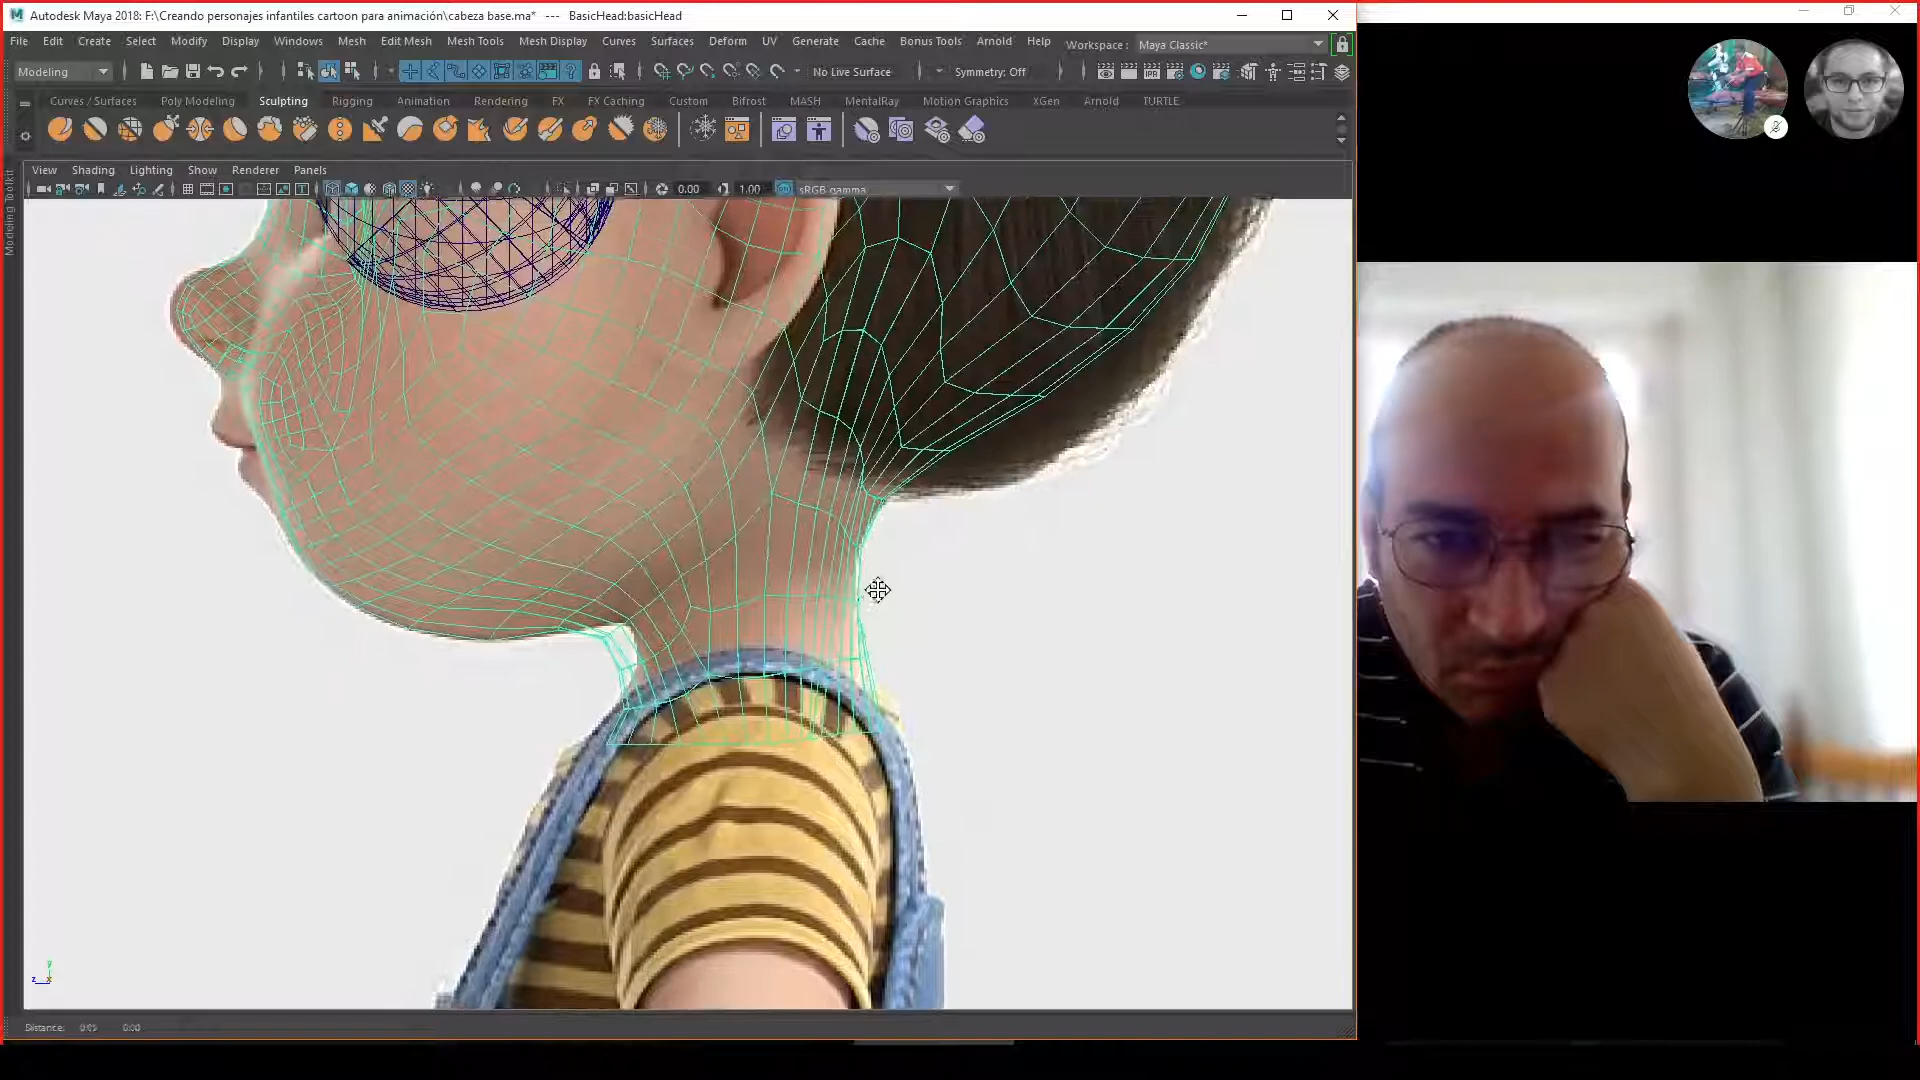 Autodesk Maya 2018: F:\Creando personajes infantiles cartoon para animación\cabeza base.ma* --- BasicHead:basicHead
File Edit Create Select Modify Display Windows Mesh Edit Mesh Mesh Tools Mesh Display Curves Surfaces Deform UV Generate Cache Bonus Tools Arnold Help Workspace : Maya Classic*
Modeling No Live Surface Symmetry: Off
Curves / Surfaces Poly Modeling Sculpting Rigging Animation Rendering FX FX Caching Custom Bifrost MASH MentalRay Motion Graphics XGen Arnold TURTLE
View Shading Lighting Show Renderer Panels
0.00 1.00 sRGB gamma
Modeling Toolkit
y
z x
Distance: 0:00